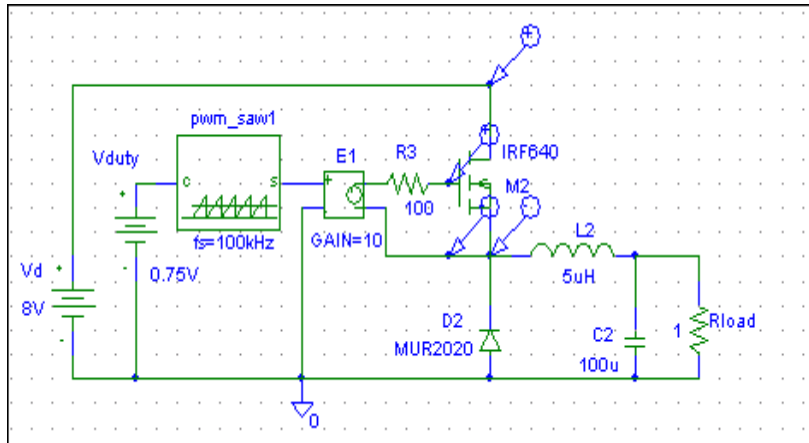 pwm_saw1
Vduty
c
s
fs=100kHz
0.75V
Vd
8V
E1
GAIN=10
R3
100
IRF640
M2
L2
5uH
D2
MUR2020
C2
100u
1
Rload
0